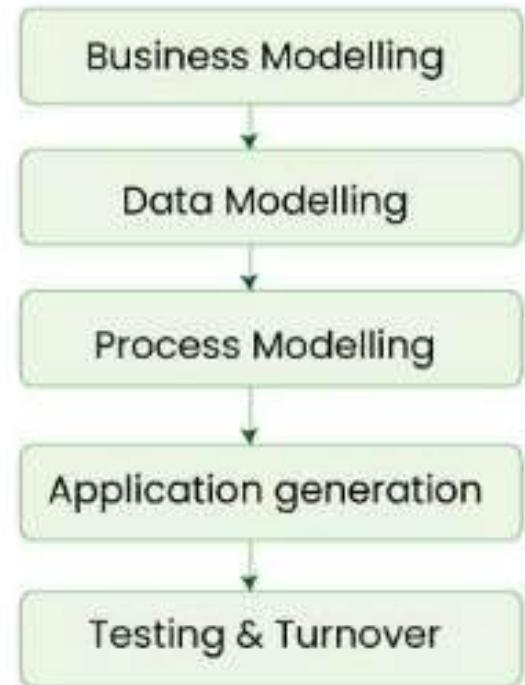 Business Modelling
Data Modelling
Process Modelling
Application generation
Testing & Turnover